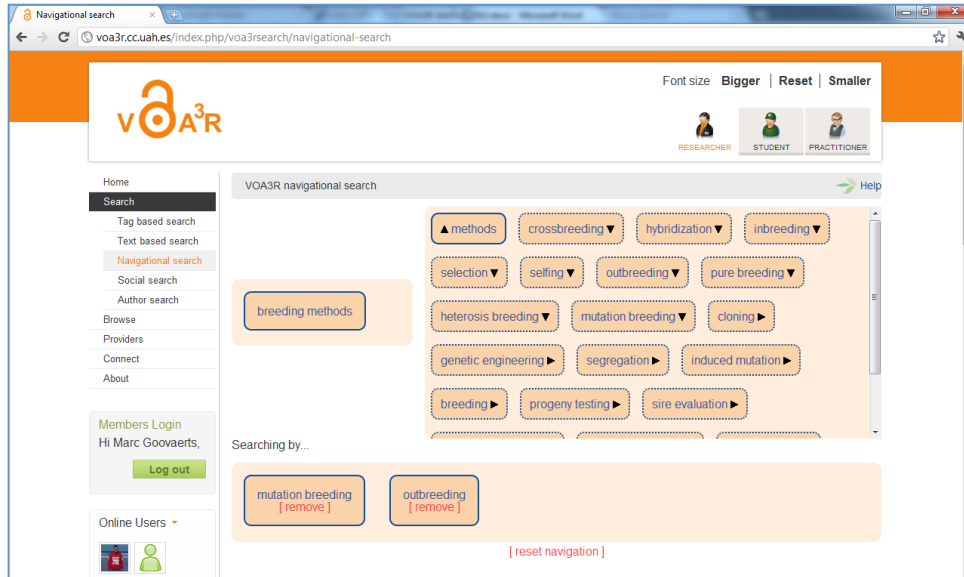 Navigational search
voa3r.cc.uah.es/index.php/voa3rsearch/navigational-search
Font size Bigger | Reset | Smaller
VOA3R
RESEARCHER STUDENT PRACTITIONER
Home
Search
Tag based search
Text based search
Navigational search
Social search
Author search
Browse
Providers
Connect
About
Members Login
Hi Marc Goovaerts,
Log out
Online Users
VOA3R navigational search Help
breeding methods
▲ methods crossbreeding ▼ hybridization ▼ inbreeding ▼
selection ▼ selfing ▼ outbreeding ▼ pure breeding ▼
heterosis breeding ▼ mutation breeding ▼ cloning ►
genetic engineering ► segregation ► induced mutation ►
breeding ► progeny testing ► sire evaluation ►
Searching by...
mutation breeding outbreeding
[ remove ] [ remove ]
[ reset navigation ]